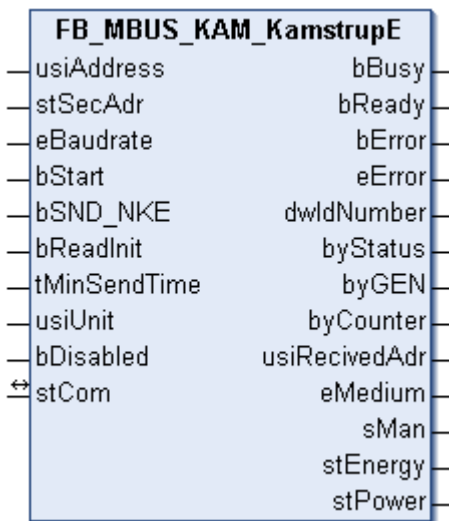 FB_MBUS_KAM_KamstrupE
usiAddress bBusy
stSecAdr bReady
eBaudrate bError
bStart eError
bSND_NKE dwIdNumber
bReadInit byStatus
tMinSendTime byGEN
usiUnit byCounter
bDisabled usiRecivedAdr
stCom eMedium
sMan
stEnergy
stPower